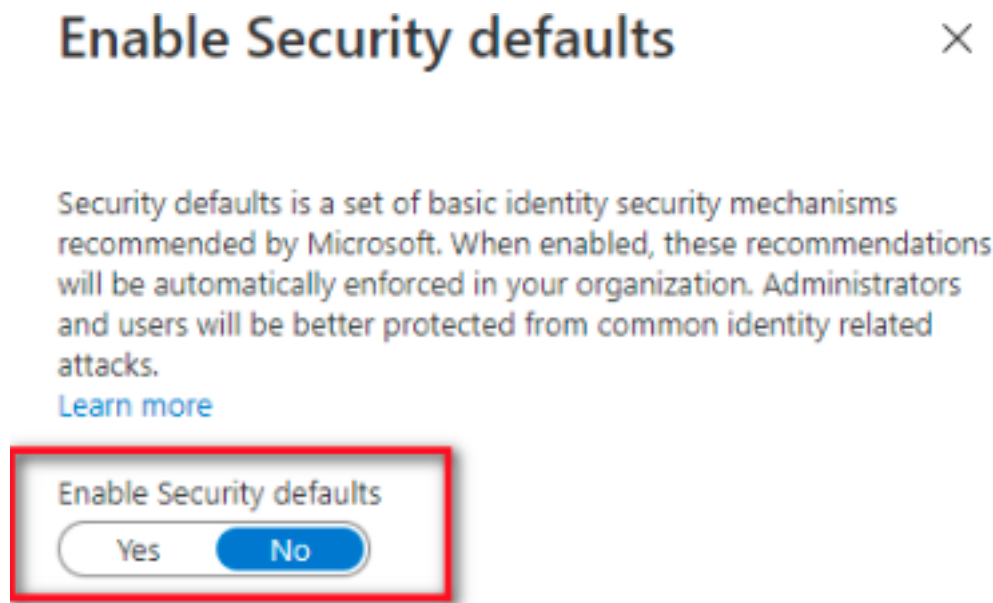 Enable Security defaults
Security defaults is a set of basic identity security mechanisms
recommended by Microsoft. When enabled, these recommendations
will be automatically enforced in your organization. Administrators
and users will be better protected from common identity related
attacks.
Learn more
Enable Security defaults
Yes No